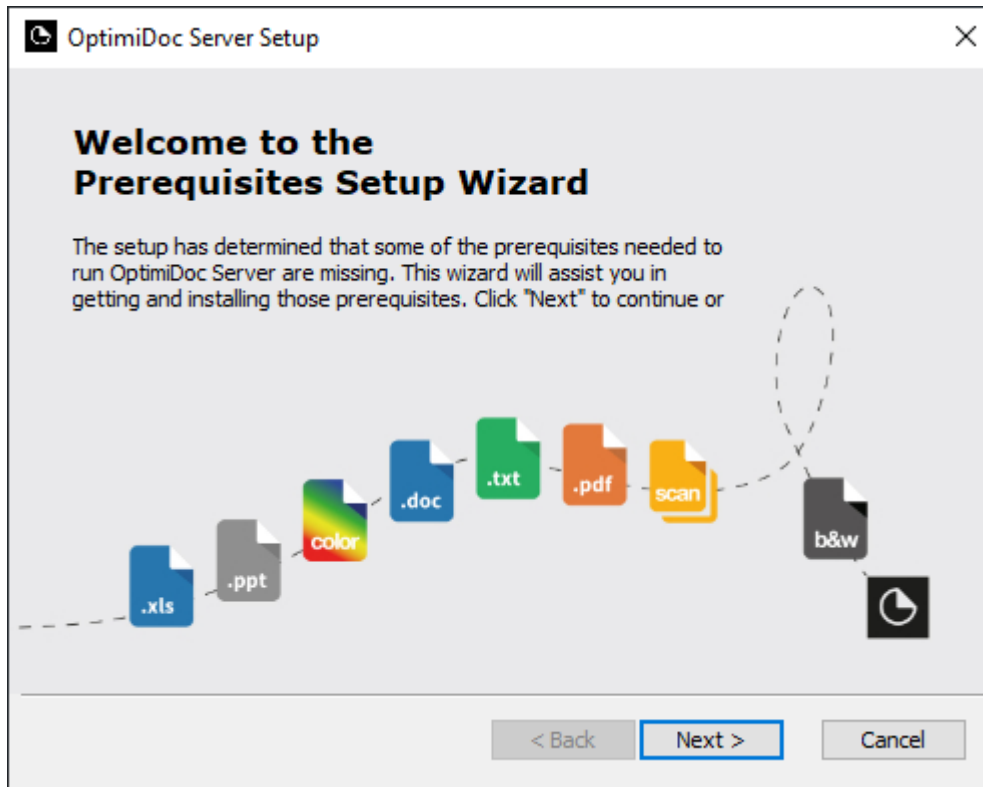 OptimiDoc Server Setup
Welcome to the
Prerequisites Setup Wizard
The setup has determined that some of the prerequisites needed to
run OptimiDoc Server are missing. This wizard will assist you in
getting and installing those prerequisites. Click "Next" to continue or
.xls
.ppt
color
.doc
.txt
.pdf
scan
b&w
< Back
Next >
Cancel